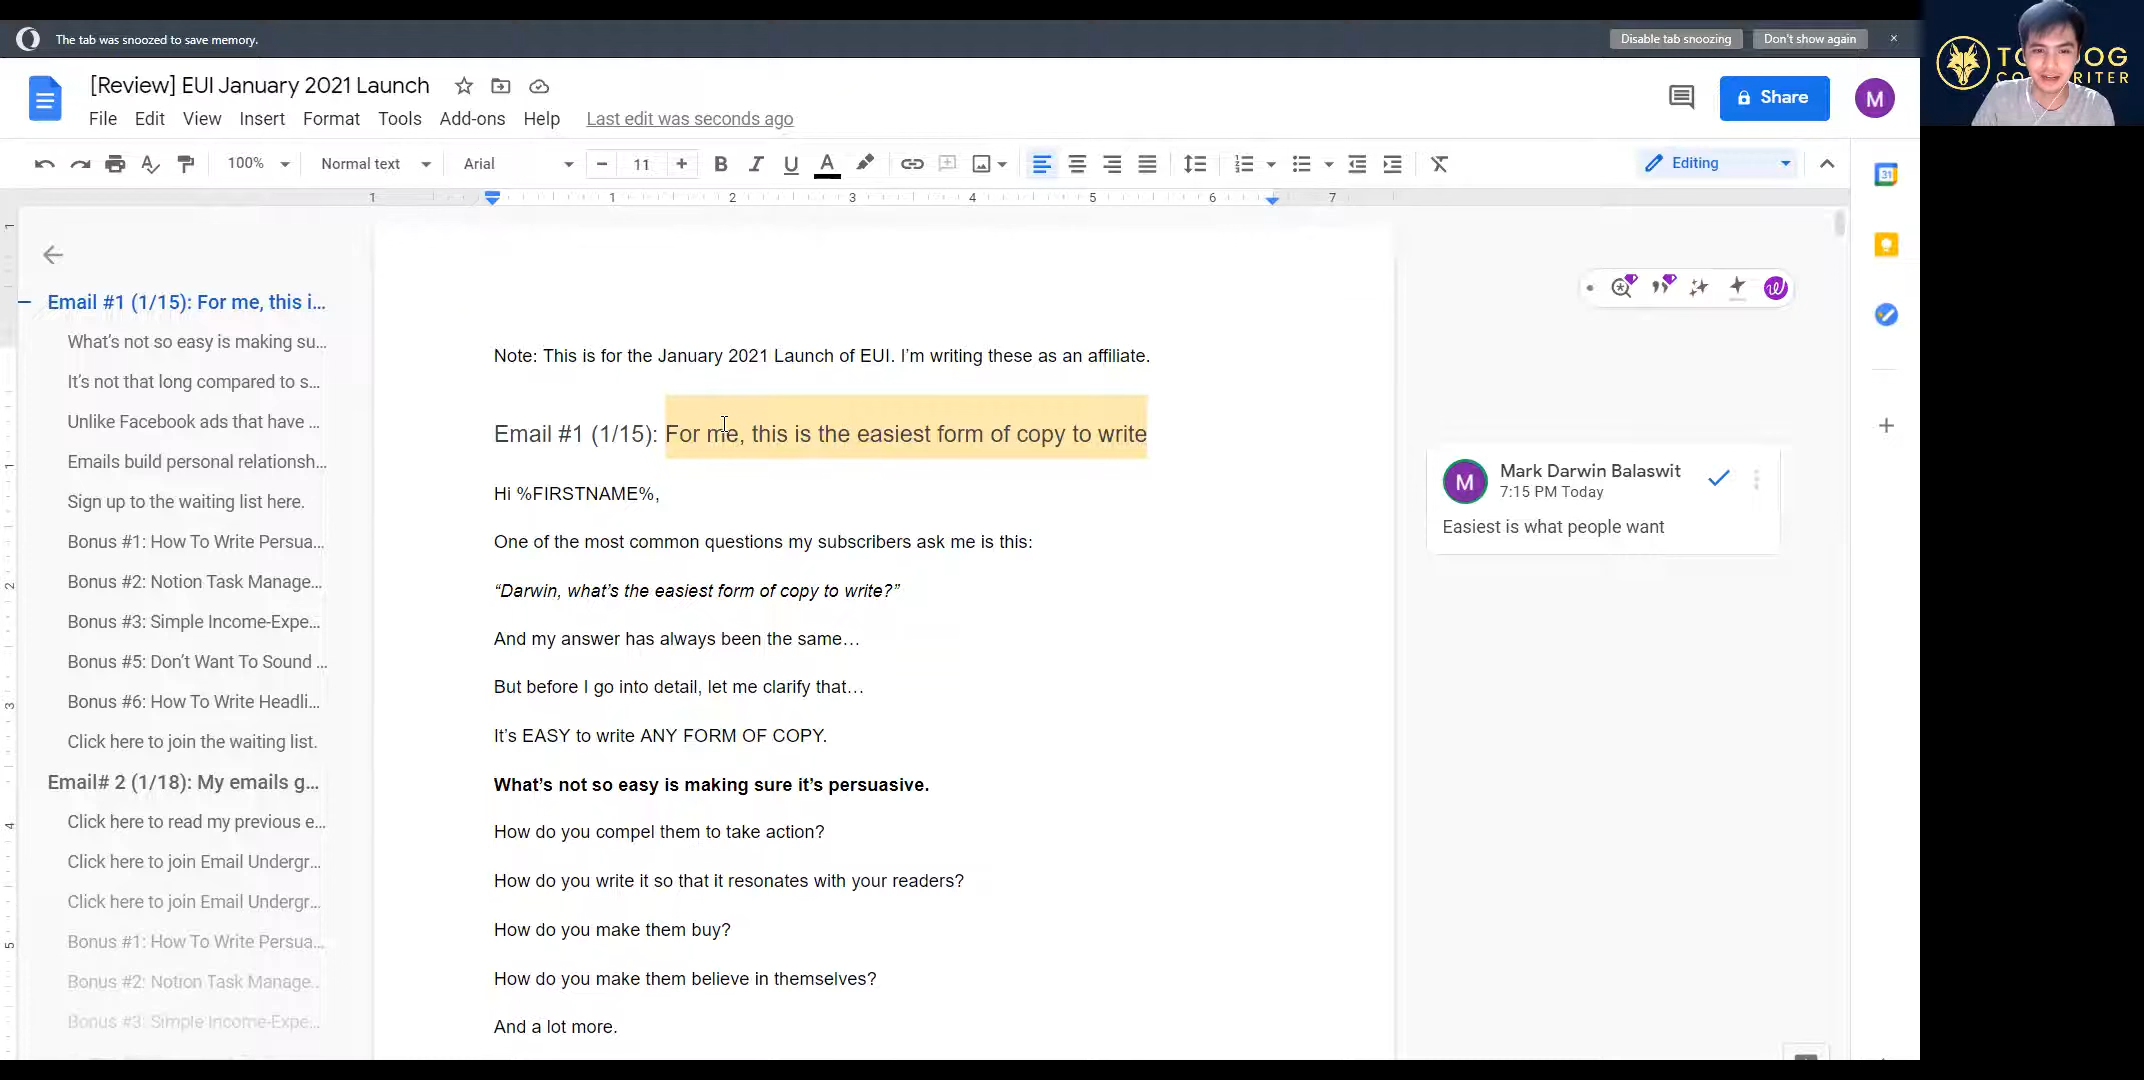 The tab was snoozed to save memory.
Disable tab snoozing
Don't show again
×
[Review] EUI January 2021 Launch
Share
M
File Edit View Insert Format Tools Add-ons Help Last edit was seconds ago
100% Normal text Arial − 11 + B I U A Editing
1 1 2 3 4 5 6 7
31
Email #1 (1/15): For me, this i...
What's not so easy is making su...
It's not that long compared to s...
Unlike Facebook ads that have ...
Emails build personal relationsh...
Sign up to the waiting list here.
Bonus #1: How To Write Persua...
Bonus #2: Notion Task Manage...
Bonus #3: Simple Income-Expe...
Bonus #5: Don't Want To Sound ...
Bonus #6: How To Write Headli...
Click here to join the waiting list.
Email# 2 (1/18): My emails g...
Click here to read my previous e...
Click here to join Email Undergr...
Click here to join Email Undergr...
Bonus #1: How To Write Persua...
Bonus #2: Notion Task Manage..
Bonus #3: Simple Income-Expe...
Note: This is for the January 2021 Launch of EUI. I'm writing these as an affiliate.
Email #1 (1/15): For me, this is the easiest form of copy to write
Hi %FIRSTNAME%,
One of the most common questions my subscribers ask me is this:
“Darwin, what's the easiest form of copy to write?”
And my answer has always been the same…
But before I go into detail, let me clarify that…
It's EASY to write ANY FORM OF COPY.
What's not so easy is making sure it's persuasive.
How do you compel them to take action?
How do you write it so that it resonates with your readers?
How do you make them buy?
How do you make them believe in themselves?
And a lot more.
M
Mark Darwin Balaswit
7:15 PM Today
Easiest is what people want